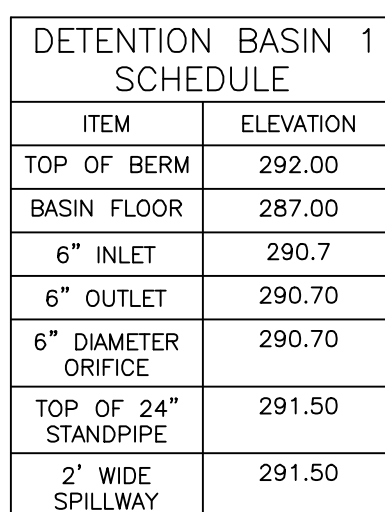 DETENTION BASIN 1
SCHEDULE
ITEM ELEVATION
TOP OF BERM 292.00
BASIN FLOOR 287.00
6" INLET 290.7
6" OUTLET 290.70
6" DIAMETER 290.70
ORIFICE
TOP OF 24" 291.50
STANDPIPE
2' WIDE 291.50
SPILLWAY